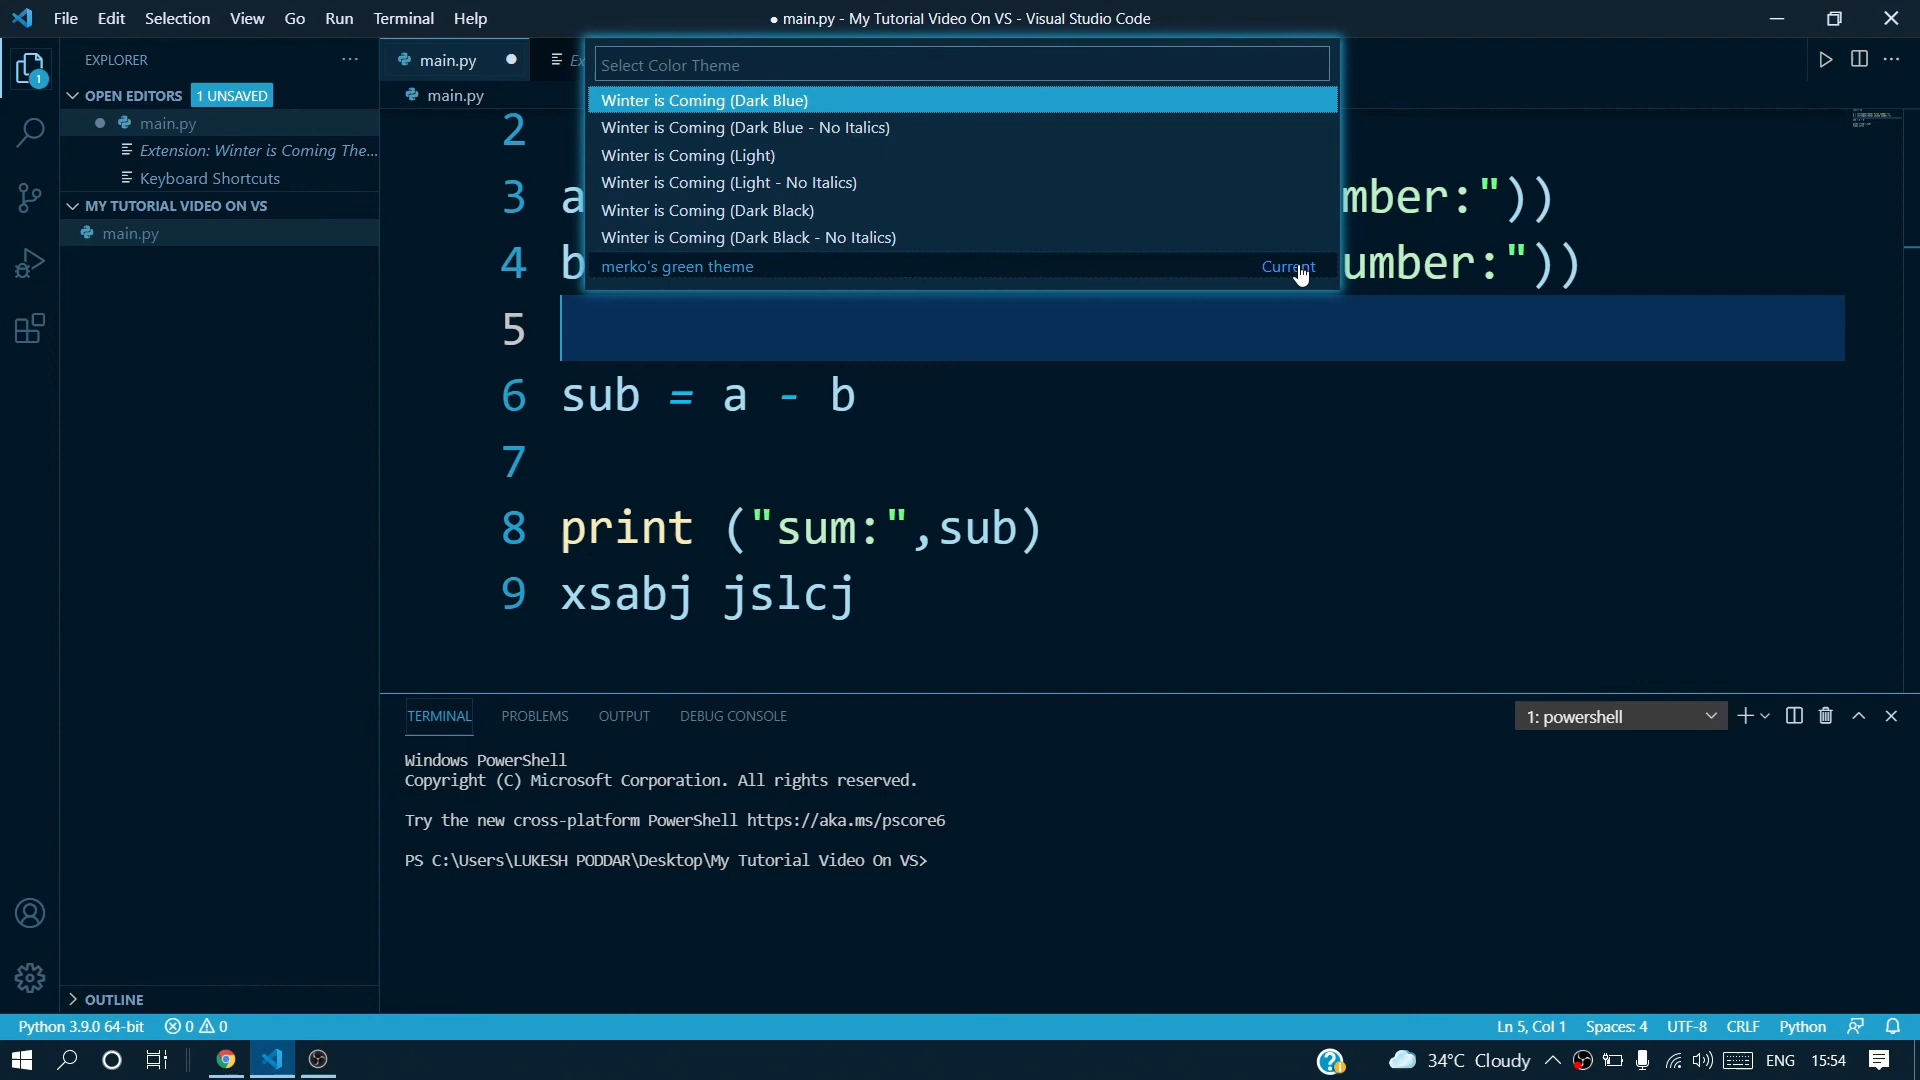 File Edit Selection View Go Run Terminal Help
● main.py - My Tutorial Video On VS - Visual Studio Code
EXPLORER
1
OPEN EDITORS 1 UNSAVED
main.py
Extension: Winter is Coming The...
Keyboard Shortcuts
MY TUTORIAL VIDEO ON VS
main.py
OUTLINE
main.py
main.py
Select Color Theme
Winter is Coming (Dark Blue)
Winter is Coming (Dark Blue - No Italics)
Winter is Coming (Light)
Winter is Coming (Light - No Italics)
Winter is Coming (Dark Black)
Winter is Coming (Dark Black - No Italics)
merko's green theme Current
2
3 a mber:"))
4 b umber:"))
5
6 sub = a - b
7
8 print ("sum:",sub)
9 xsabj jslcj
TERMINAL PROBLEMS OUTPUT DEBUG CONSOLE
1: powershell
Windows PowerShell
Copyright (C) Microsoft Corporation. All rights reserved.
Try the new cross-platform PowerShell https://aka.ms/pscore6
PS C:\Users\LUKESH PODDAR\Desktop\My Tutorial Video On VS>
Python 3.9.0 64-bit 0 0
Ln 5, Col 1 Spaces: 4 UTF-8 CRLF Python
34°C Cloudy ENG 15:54